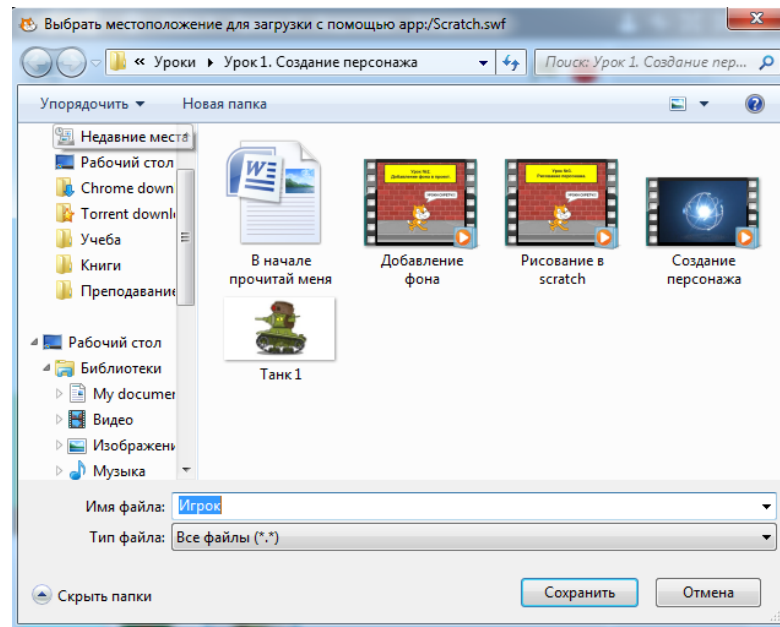 Выбрать местоположение для загрузки с помощью app:/Scratch.swf
« Уроки ▸ Урок 1. Создание персонажа
Поиск: Урок 1. Создание пер...
Упорядочить ▾ Новая папка
Недавние места
Рабочий стол
Chrome down
Torrent downl
Учеба
Книги
Преподавание
Рабочий стол
Библиотеки
My documen
Видео
Изображени
Музыка
В начале
прочитай меня
Добавление
фона
Рисование в
scratch
Создание
персонажа
Танк 1
Имя файла: Игрок
Тип файла: Все файлы (*.*)
Скрыть папки
Сохранить
Отмена